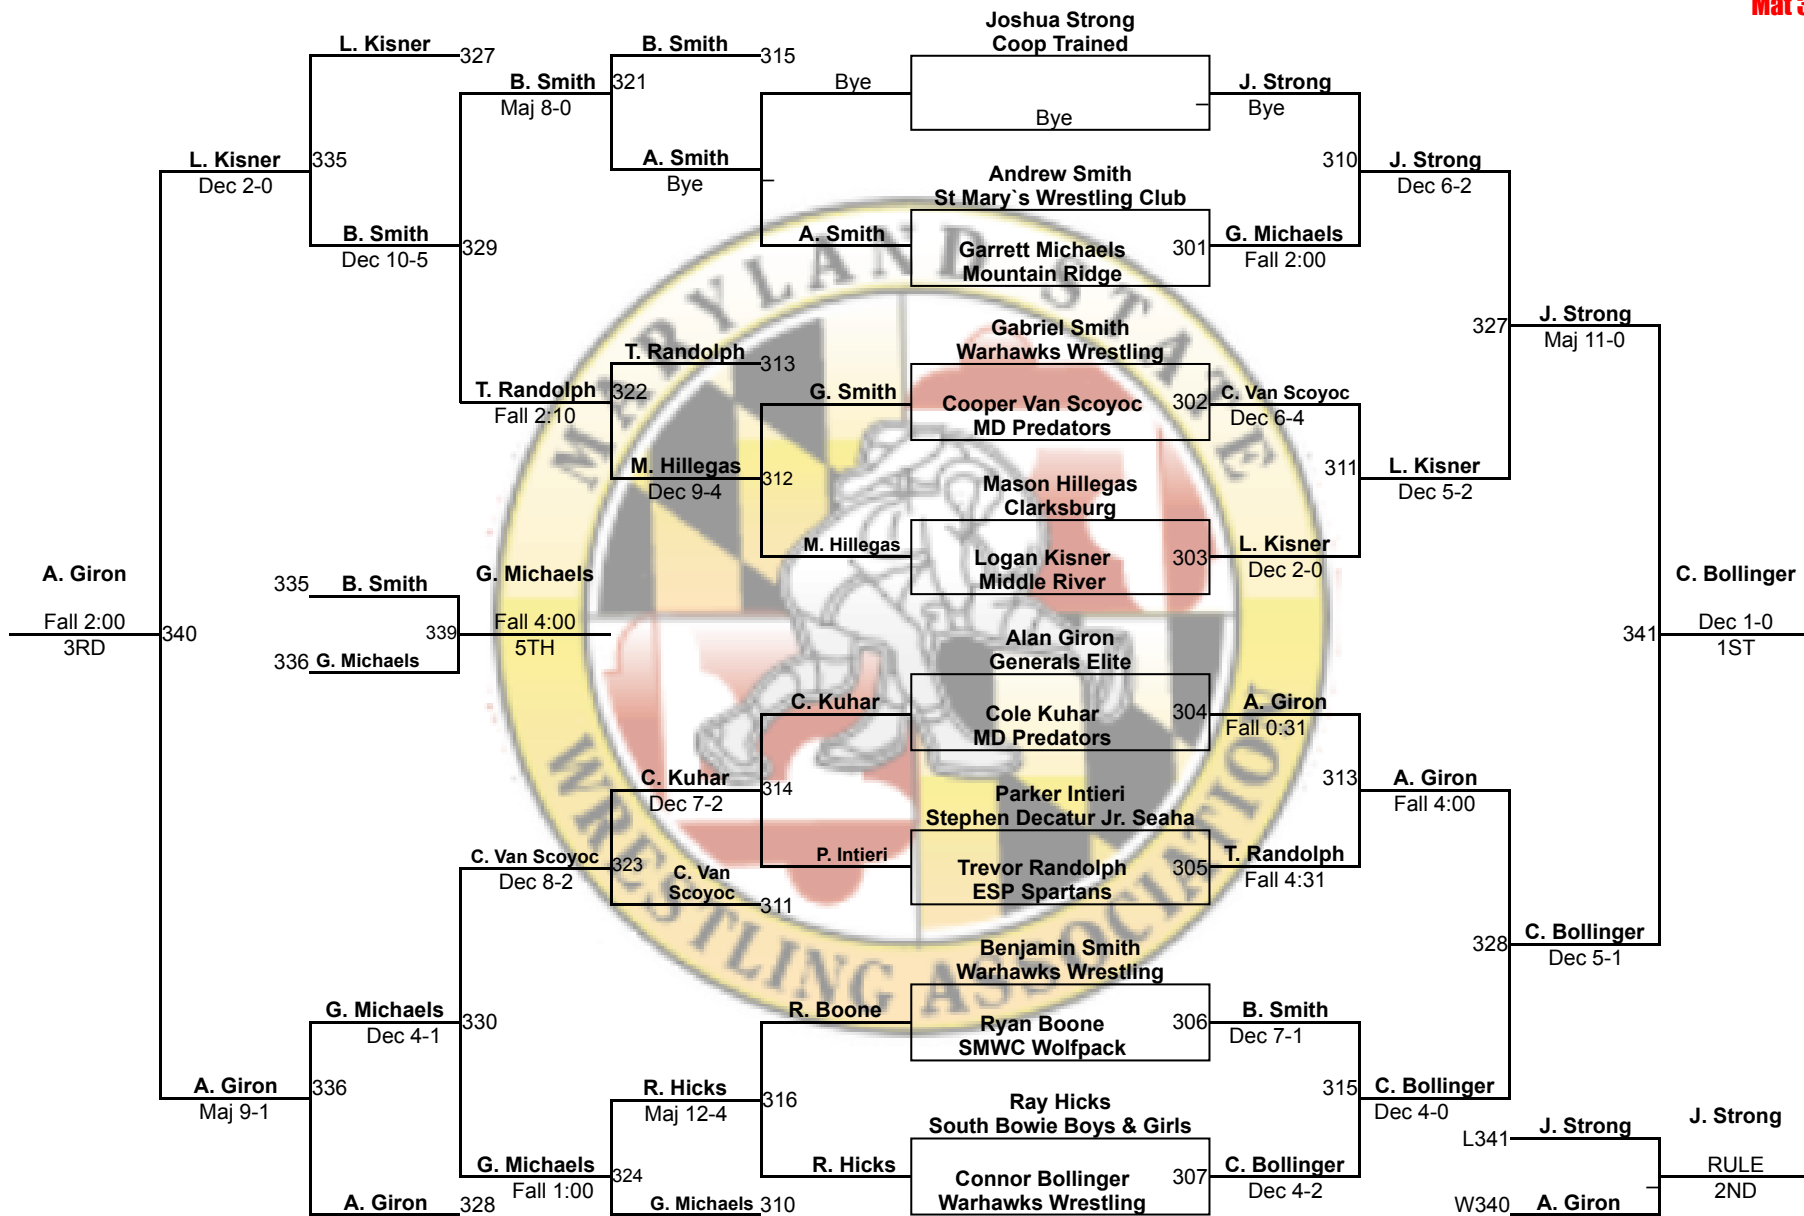 Mat 3
Joshua Strong
Coop Trained
L. Kisner
327
B. Smith
315
B. Smith
321
Maj 8-0
Bye
Bye
J. Strong
Bye
A. Smith
Bye
L. Kisner
335
Dec 2-0
310
J. Strong
Dec 6-2
Andrew Smith
St Mary`s Wrestling Club
B. Smith
Dec 10-5
329
A. Smith
Garrett Michaels
Mountain Ridge
301
G. Michaels
Fall 2:00
Gabriel Smith
Warhawks Wrestling
327
J. Strong
Maj 11-0
T. Randolph
313
T. Randolph
322
Fall 2:10
G. Smith
Cooper Van Scoyoc
MD Predators
302
C. Van Scoyoc
Dec 6-4
M. Hillegas
Dec 9-4
312
311
L. Kisner
Dec 5-2
Mason Hillegas
Clarksburg
M. Hillegas
Logan Kisner
Middle River
303
L. Kisner
Dec 2-0
A. Giron
Fall 2:00
3RD
340
335
B. Smith
339
336
G. Michaels
G. Michaels
Fall 4:00
5TH
C. Bollinger
341
Dec 1-0
1ST
Alan Giron
Generals Elite
C. Kuhar
Cole Kuhar
MD Predators
304
A. Giron
Fall 0:31
C. Kuhar
Dec 7-2
314
313
A. Giron
Fall 4:00
Parker Intieri
Stephen Decatur Jr. Seaha
C. Van Scoyoc
Dec 8-2
323
P. Intieri
Trevor Randolph
ESP Spartans
305
T. Randolph
Fall 4:31
C. Van
Scoyoc
311
328
C. Bollinger
Dec 5-1
Benjamin Smith
Warhawks Wrestling
G. Michaels
Dec 4-1
330
R. Boone
Ryan Boone
SMWC Wolfpack
306
B. Smith
Dec 7-1
A. Giron
Maj 9-1
336
R. Hicks
Maj 12-4
316
315
C. Bollinger
Dec 4-0
Ray Hicks
South Bowie Boys & Girls
G. Michaels
Fall 1:00
324
R. Hicks
Connor Bollinger
Warhawks Wrestling
307
C. Bollinger
Dec 4-2
A. Giron
328
G. Michaels
310
L341
J. Strong
W340
A. Giron
J. Strong
RULE
2ND
MARYLAND STATE
WRESTLING ASSOCIATION